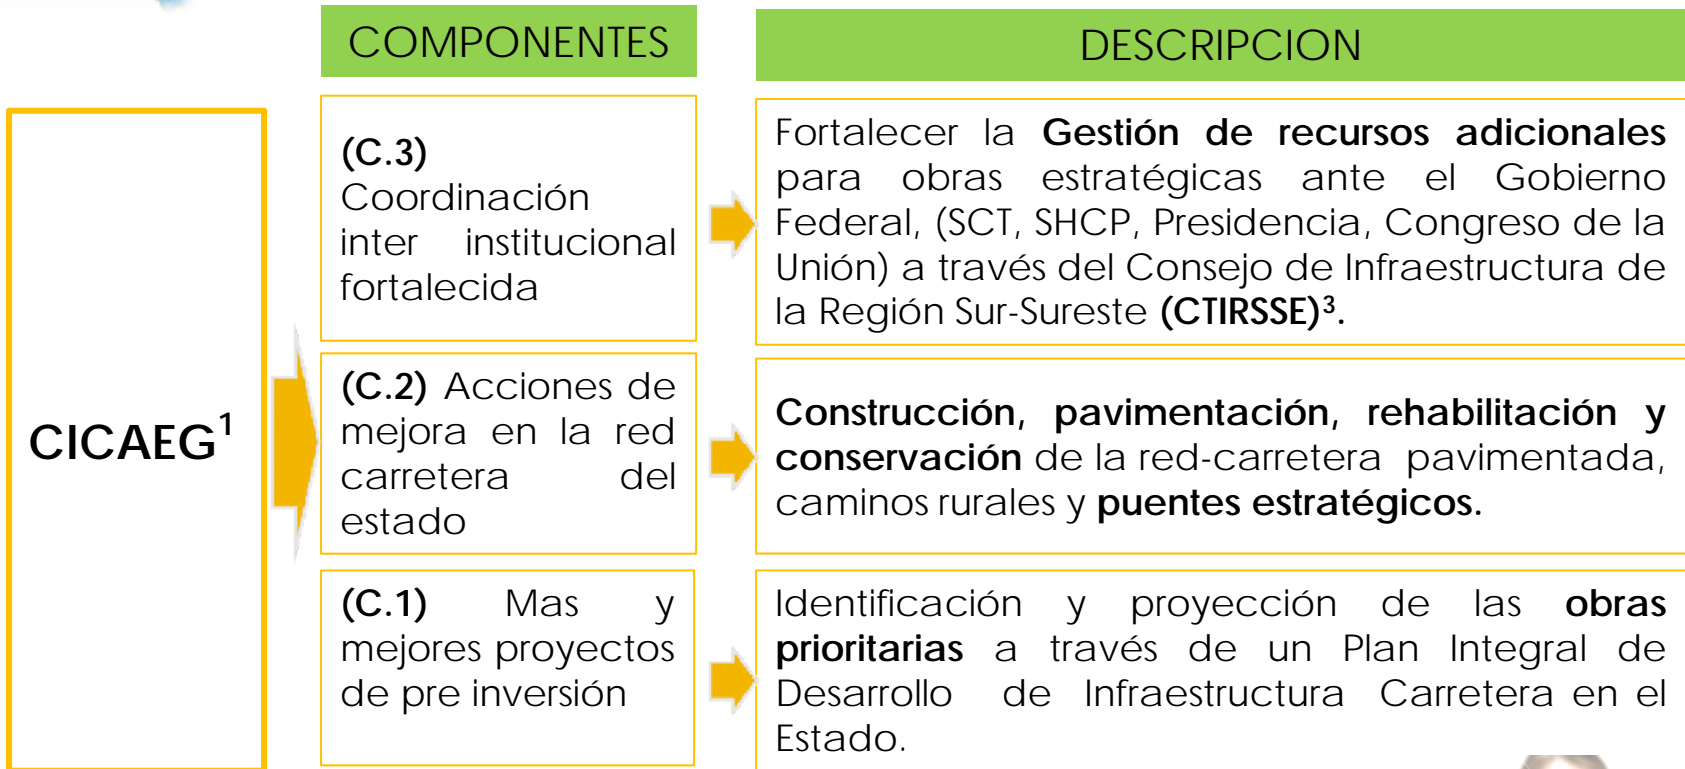 COMPONENTES
DESCRIPCION
CICAEG¹
(C.3)
Coordinación
inter institucional
fortalecida
Fortalecer la Gestión de recursos adicionales
para obras estratégicas ante el Gobierno
Federal, (SCT, SHCP, Presidencia, Congreso de la
Unión) a través del Consejo de Infraestructura de
la Región Sur-Sureste (CTIRSSE)³.
(C.2) Acciones de
mejora en la red
carretera del
estado
Construcción, pavimentación, rehabilitación y
conservación de la red-carretera pavimentada,
caminos rurales y puentes estratégicos.
(C.1) Mas y
mejores proyectos
de pre inversión
Identificación y proyección de las obras
prioritarias a través de un Plan Integral de
Desarrollo de Infraestructura Carretera en el
Estado.